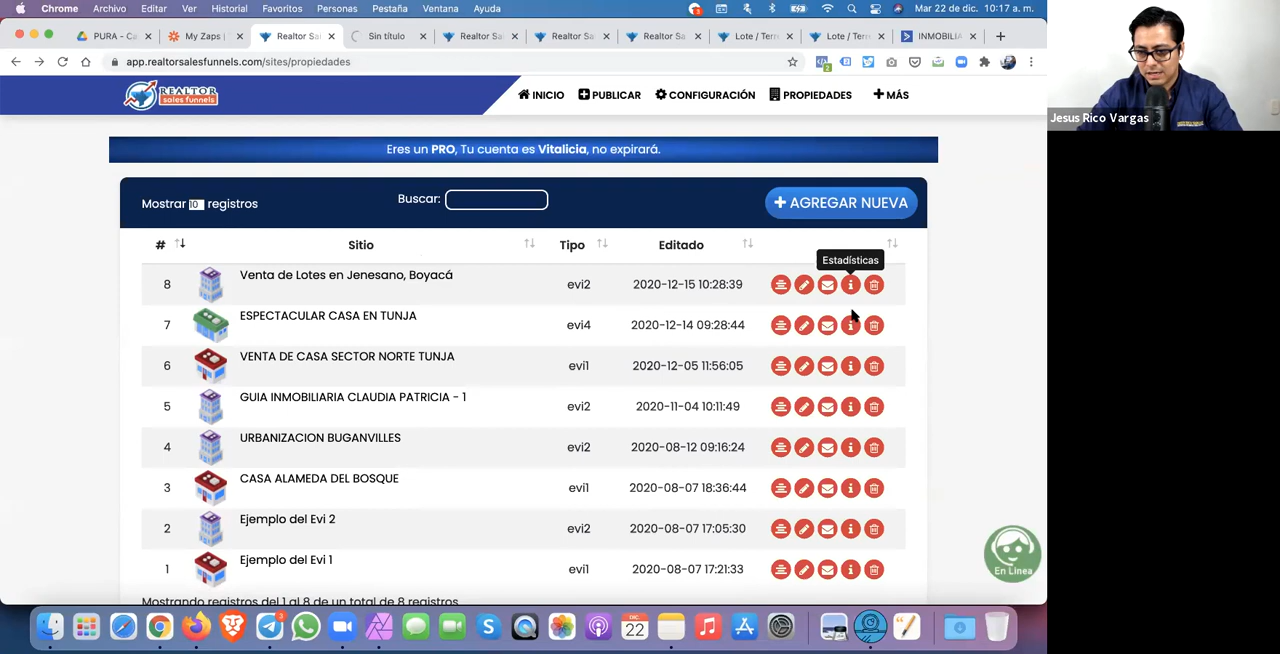 Chrome Archivo Editar Ver Historial Favoritos Personas Pestaña Ventana Ayuda Mar 22 de dic. 10:17 a. m.
PURA - Ca My Zaps | Realtor Sal Sin título Realtor Sa Realtor Sa Realtor Sa Lote / Terre Lote / Terre INMOBILIA
app.realtorsalesfunnels.com/sites/propiedades
REALTOR
sales funnels
INICIO PUBLICAR CONFIGURACIÓN PROPIEDADES MÁS
Jesus Rico Vargas
Eres un PRO, Tu cuenta es Vitalicia, no expirará.
Mostrar 10 registros Buscar: + AGREGAR NUEVA
# Sitio Tipo Editado
Estadísticas
8 Venta de Lotes en Jenesano, Boyacá evi2 2020-12-15 10:28:39
7 ESPECTACULAR CASA EN TUNJA evi4 2020-12-14 09:28:44
6 VENTA DE CASA SECTOR NORTE TUNJA evi1 2020-12-05 11:56:05
5 GUIA INMOBILIARIA CLAUDIA PATRICIA - 1 evi2 2020-11-04 10:11:49
4 URBANIZACION BUGANVILLES evi2 2020-08-12 09:16:24
3 CASA ALAMEDA DEL BOSQUE evi1 2020-08-07 18:36:44
2 Ejemplo del Evi 2 evi2 2020-08-07 17:05:30
1 Ejemplo del Evi 1 evi1 2020-08-07 17:21:33
En Linea
Mostrando registros del 1 al 8 de un total de 8 registros
DIC.
22